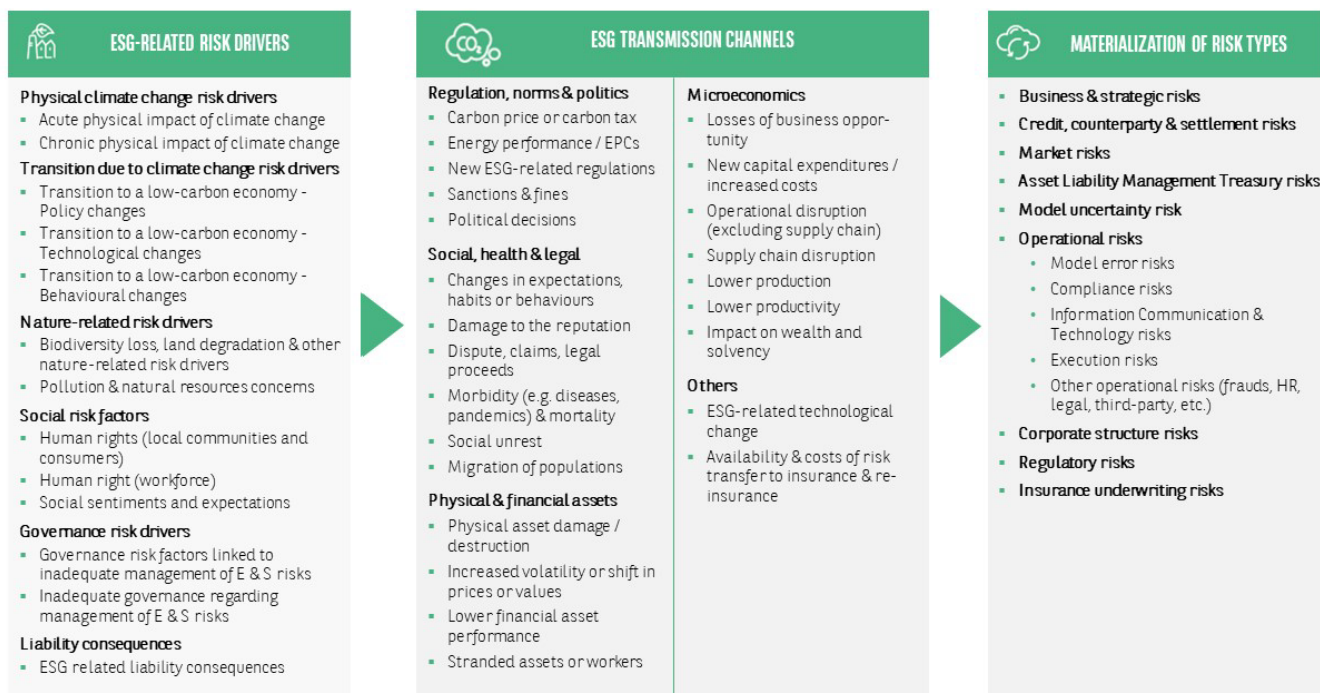 ESG-RELATED RISK DRIVERS
Physical climate change risk drivers
Acute physical impact of climate change
Chronic physical impact of climate change
Transition due to climate change risk drivers
Transition to a low-carbon economy -
Policy changes
Transition to a low-carbon economy -
Technological changes
Transition to a low-carbon economy -
Behavioural changes
Nature-related risk drivers
Biodiversity loss, land degradation & other
nature-related risk drivers
Pollution & natural resources concerns
Social risk factors
Human rights (local communities and
consumers)
Human right (workforce)
Social sentiments and expectations
Governance risk drivers
Governance risk factors linked to
inadequate management of E & S risks
Inadequate governance regarding
management of E & S risks
Liability consequences
ESG related liability consequences
CO₂
ESG TRANSMISSION CHANNELS
Regulation, norms & politics
Carbon price or carbon tax
Energy performance / EPCs
New ESG-related regulations
Sanctions & fines
Political decisions
Social, health & legal
Changes in expectations,
habits or behaviours
Damage to the reputation
Dispute, claims, legal
proceeds
Morbidity (e.g. diseases,
pandemics) & mortality
Social unrest
Migration of populations
Physical & financial assets
Physical asset damage /
destruction
Increased volatility or shift in
prices or values
Lower financial asset
performance
Stranded assets or workers
Microeconomics
Losses of business oppor-
tunity
New capital expenditures /
increased costs
Operational disruption
(excluding supply chain)
Supply chain disruption
Lower production
Lower productivity
Impact on wealth and
solvency
Others
ESG-related technological
change
Availability & costs of risk
transfer to insurance & re-
insurance
MATERIALIZATION OF RISK TYPES
Business & strategic risks
Credit, counterparty & settlement risks
Market risks
Asset Liability Management Treasury risks
Model uncertainty risk
Operational risks
Model error risks
Compliance risks
Information Communication &
Technology risks
Execution risks
Other operational risks (frauds, HR,
legal, third-party, etc.)
Corporate structure risks
Regulatory risks
Insurance underwriting risks